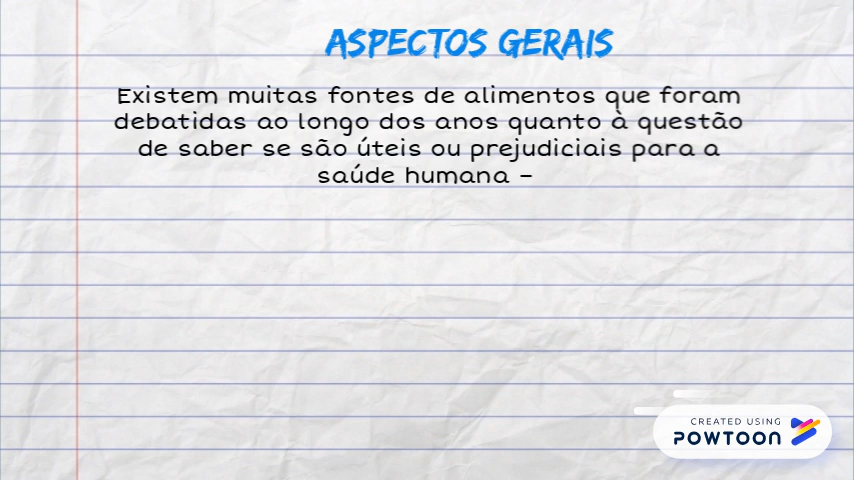 ASPECTOS GERAIS
Existem muitas fontes de alimentos que foram
debatidas ao longo dos anos quanto à questão
de saber se são úteis ou prejudiciais para a
saúde humana –
CREATED USING
POWTOON